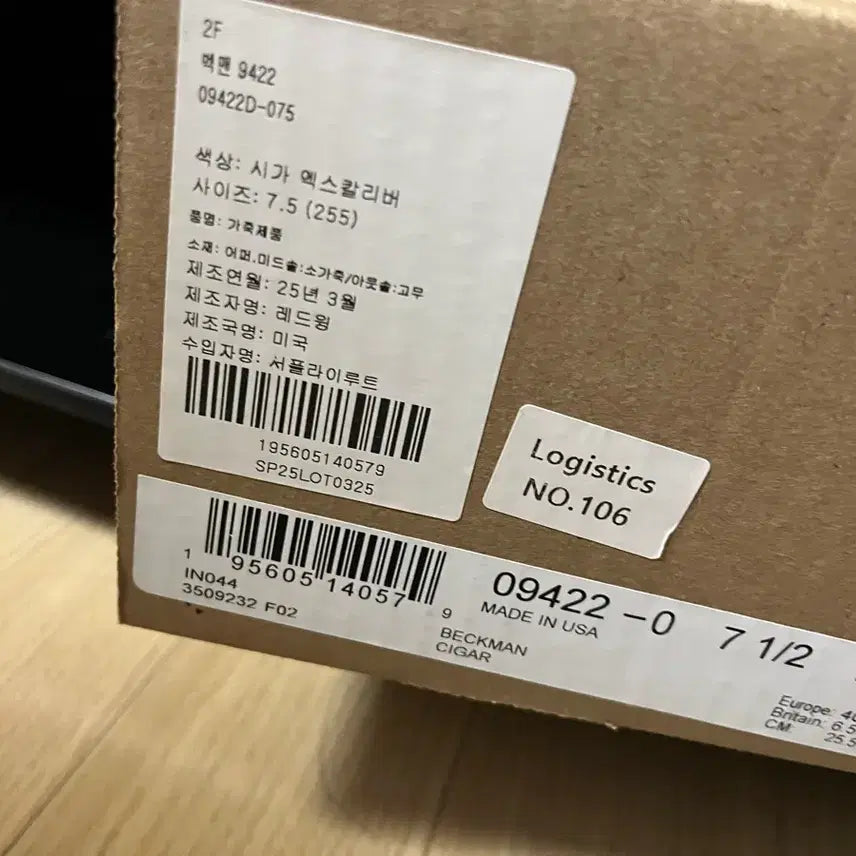 2F
벡맨 9422
09422D-075
색상: 시가 엑스칼리버
사이즈: 7.5 (255)
품명: 가죽제품
소재: 어퍼.미드솔:소가죽/아웃솔:고무
제조연월: 25년 3월
제조자명: 레드윙
제조국명: 미국
수입자명: 서플라이루트
195605140579
SP25LOT0325
Logistics
NO.106
1 95605 14057 9
IN044
3509232 F02
09422 -0 7 1/2
MADE IN USA
BECKMAN
CIGAR
Europe:
Britain: 6.5
CM: 25.5